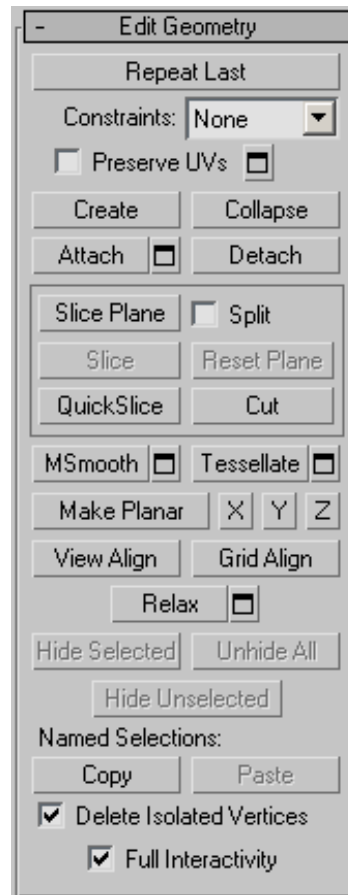 - Edit Geometry
Repeat Last
Constraints: None
Preserve UVs
Create Collapse
Attach Detach
Slice Plane Split
Slice Reset Plane
QuickSlice Cut
MSmooth Tessellate
Make Planar X Y Z
View Align Grid Align
Relax
Hide Selected Unhide All
Hide Unselected
Named Selections:
Copy Paste
Delete Isolated Vertices
Full Interactivity